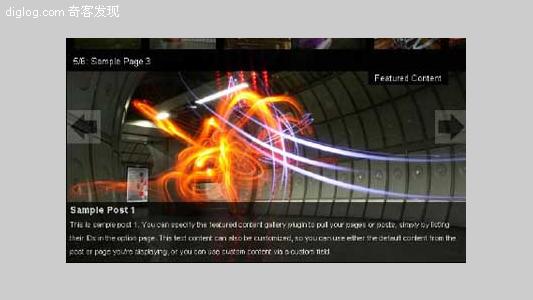 diglog.com 奇客发现
5/6: Sample Page 3
Featured Content
Sample Post 1
This is sample post 1. You can specify the featured content gallery plugin to pull your pages or posts, simply by listing
their IDs in the option page. This text content can also be customized, so you can use either the default content from the
post or page you're displaying, or you can use custom content via a custom field.